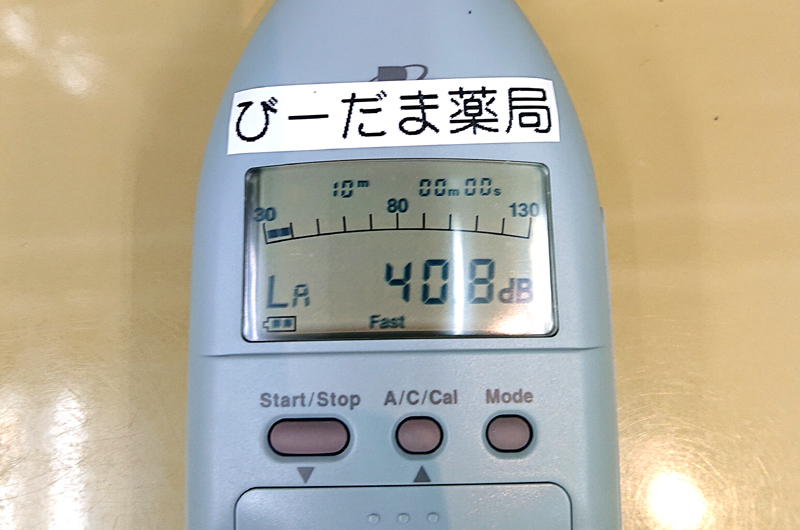 びーだま薬局
10m 00m00s
30 80 130
LA 40.8dB
Fast
Start/Stop A/C/Cal Mode